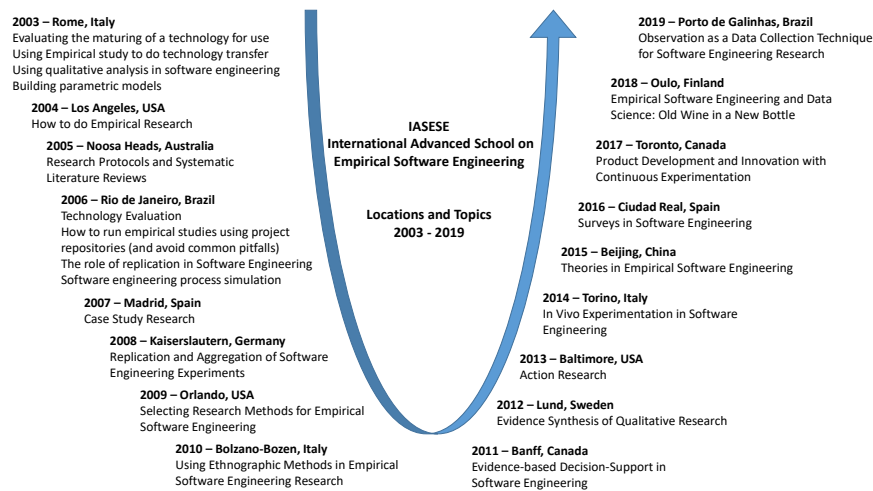 2003 – Rome, Italy
Evaluating the maturing of a technology for use
Using Empirical study to do technology transfer
Using qualitative analysis in software engineering
Building parametric models
2004 – Los Angeles, USA
How to do Empirical Research
2005 – Noosa Heads, Australia
Research Protocols and Systematic
Literature Reviews
2006 – Rio de Janeiro, Brazil
Technology Evaluation
How to run empirical studies using project
repositories (and avoid common pitfalls)
The role of replication in Software Engineering
Software engineering process simulation
2007 – Madrid, Spain
Case Study Research
2008 – Kaiserslautern, Germany
Replication and Aggregation of Software
Engineering Experiments
2009 – Orlando, USA
Selecting Research Methods for Empirical
Software Engineering
2010 – Bolzano-Bozen, Italy
Using Ethnographic Methods in Empirical
Software Engineering Research
IASESE
International Advanced School on
Empirical Software Engineering
Locations and Topics
2003 - 2019
2019 – Porto de Galinhas, Brazil
Observation as a Data Collection Technique
for Software Engineering Research
2018 – Oulo, Finland
Empirical Software Engineering and Data
Science: Old Wine in a New Bottle
2017 – Toronto, Canada
Product Development and Innovation with
Continuous Experimentation
2016 – Ciudad Real, Spain
Surveys in Software Engineering
2015 – Beijing, China
Theories in Empirical Software Engineering
2014 – Torino, Italy
In Vivo Experimentation in Software
Engineering
2013 – Baltimore, USA
Action Research
2012 – Lund, Sweden
Evidence Synthesis of Qualitative Research
2011 – Banff, Canada
Evidence-based Decision-Support in
Software Engineering